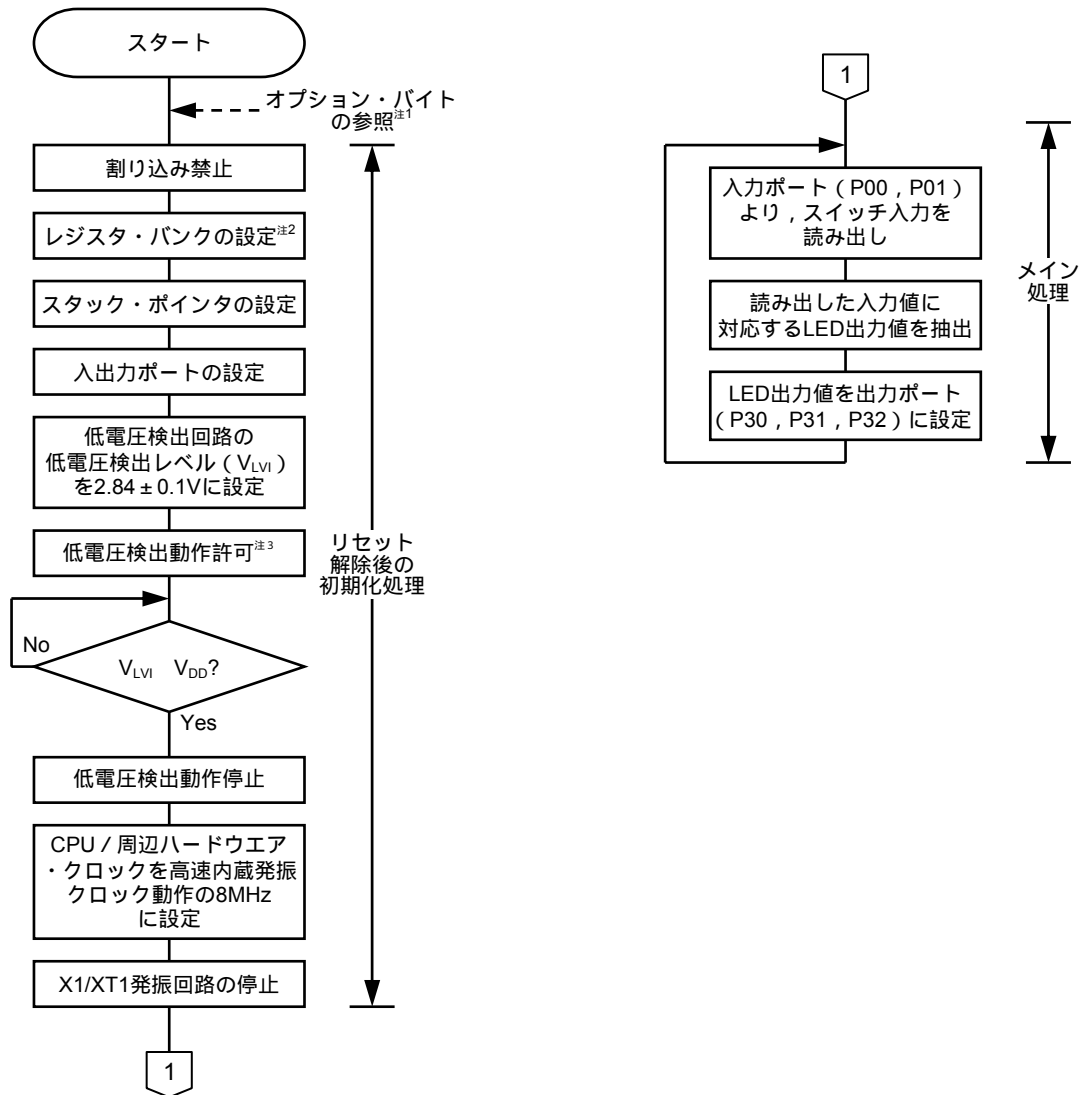 スタート
オプション・バイト
の参照注1
割り込み禁止
レジスタ・バンクの設定注2
スタック・ポインタの設定
入出力ポートの設定
低電圧検出回路の
低電圧検出レベル（VLVI）
を2.84±0.1Vに設定
低電圧検出動作許可注3
No
VLVI VDD?
Yes
低電圧検出動作停止
CPU／周辺ハードウエア
・クロックを高速内蔵発振
クロック動作の8MHz
に設定
X1/XT1発振回路の停止
1
リセット
解除後の
初期化処理
1
入力ポート（P00，P01）
より，スイッチ入力を
読み出し
読み出した入力値に
対応するLED出力値を抽出
LED出力値を出力ポート
（P30，P31，P32）に設定
メイン
処理